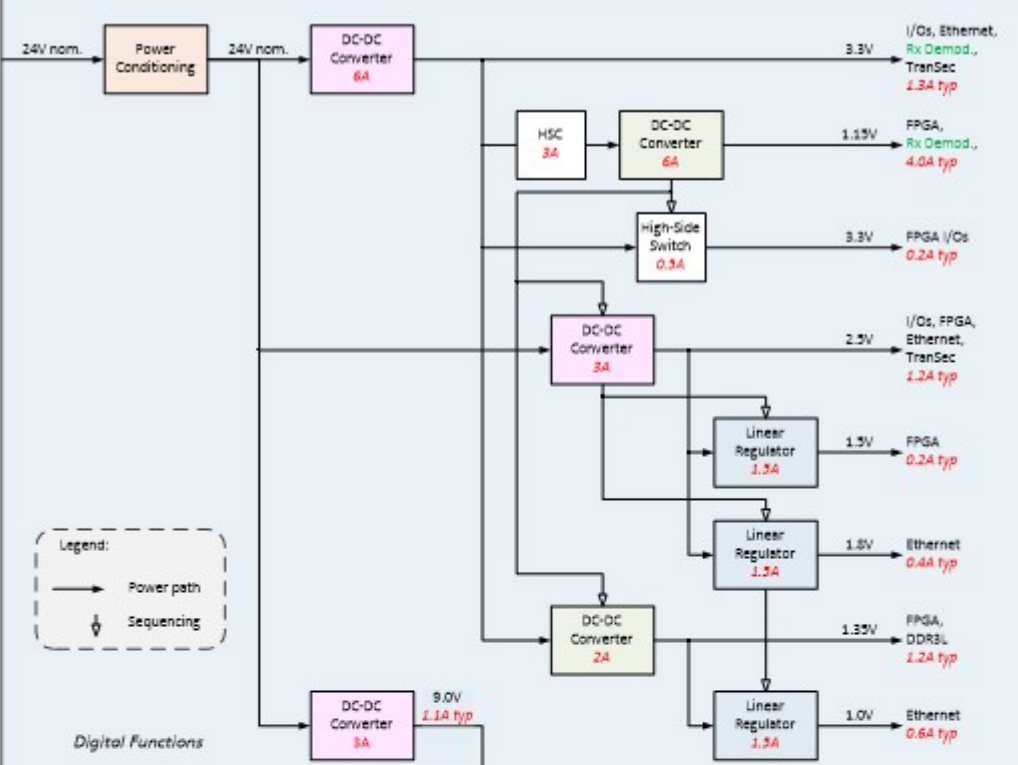 24V nom.
Power
Conditioning
24V nom.
DC-DC
Converter
6A
3.3V
I/Os, Ethernet,
Rx Demod.,
TranSec
1.3A typ
HSC
3A
DC-DC
Converter
6A
1.15V
FPGA,
Rx Demod.,
4.0A typ
High-Side
Switch
0.5A
3.3V
FPGA I/Os
0.2A typ
DC-DC
Converter
3A
2.5V
I/Os, FPGA,
Ethernet,
TranSec
1.2A typ
Linear
Regulator
1.5A
1.5V
FPGA
0.2A typ
Linear
Regulator
1.5A
1.8V
Ethernet
0.4A typ
Legend:
Power path
Sequencing
DC-DC
Converter
2A
1.35V
FPGA,
DDR3L
1.2A typ
DC-DC
Converter
3A
9.0V
1.1A typ
Linear
Regulator
1.5A
1.0V
Ethernet
0.6A typ
Digital Functions